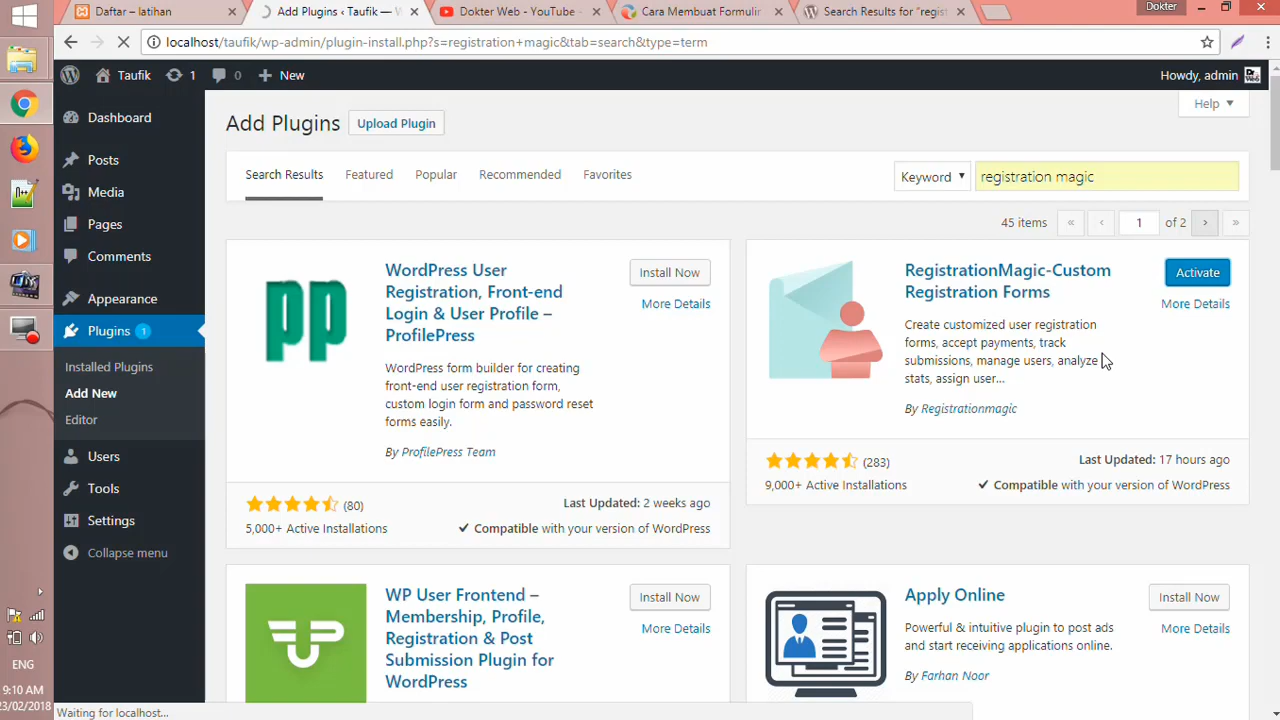 Daftar – latihan
Add Plugins ‹ Taufik — W
Dokter Web - YouTube
Cara Membuat Formulir
Search Results for "regist
Dokter
localhost/taufik/wp-admin/plugin-install.php?s=registration+magic&tab=search&type=term
Taufik
1
0
New
Howdy, admin
Dashboard
Posts
Media
Pages
Comments
Appearance
Plugins 1
Installed Plugins
Add New
Editor
Users
Tools
Settings
Collapse menu
Help
Add Plugins
Upload Plugin
Search Results
Featured
Popular
Recommended
Favorites
Keyword
registration magic
45 items
«
‹
1
of 2
›
»
pp
WordPress User
Registration, Front-end
Login & User Profile –
ProfilePress
Install Now
More Details
WordPress form builder for creating
front-end user registration form,
custom login form and password reset
forms easily.
By ProfilePress Team
(80)
Last Updated: 2 weeks ago
5,000+ Active Installations
Compatible with your version of WordPress
RegistrationMagic-Custom
Registration Forms
Activate
More Details
Create customized user registration
forms, accept payments, track
submissions, manage users, analyze
stats, assign user...
By Registrationmagic
(283)
Last Updated: 17 hours ago
9,000+ Active Installations
Compatible with your version of WordPress
WP User Frontend –
Membership, Profile,
Registration & Post
Submission Plugin for
WordPress
Install Now
More Details
Apply Online
Install Now
More Details
Powerful & intuitive plugin to post ads
and start receiving applications online.
By Farhan Noor
ENG
9:10 AM
23/02/2018
Waiting for localhost...